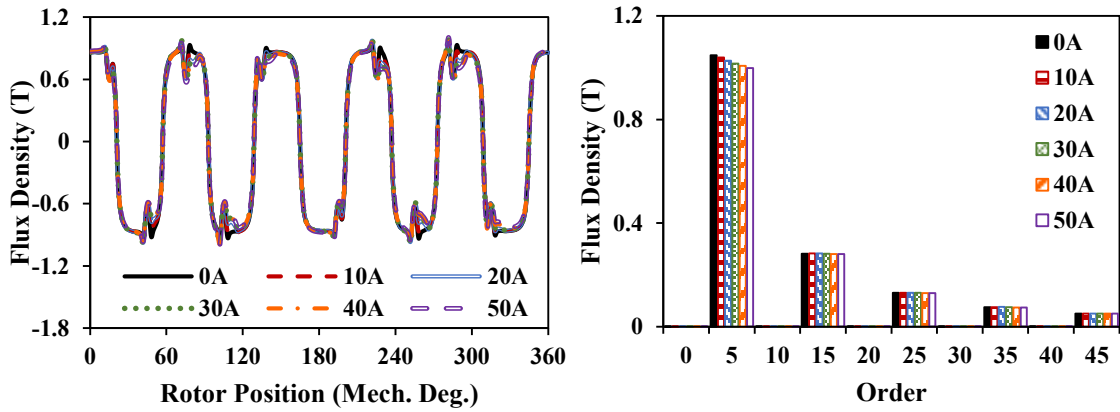 1.2
0.6
0
-0.6
-1.2
-1.8
Flux Density (T)
0A
10A
20A
30A
40A
50A
0 60 120 180 240 300 360
Rotor Position (Mech. Deg.)
1.2
0.8
0.4
0
Flux Density (T)
0A
10A
20A
30A
40A
50A
0 5 10 15 20 25 30 35 40 45
Order